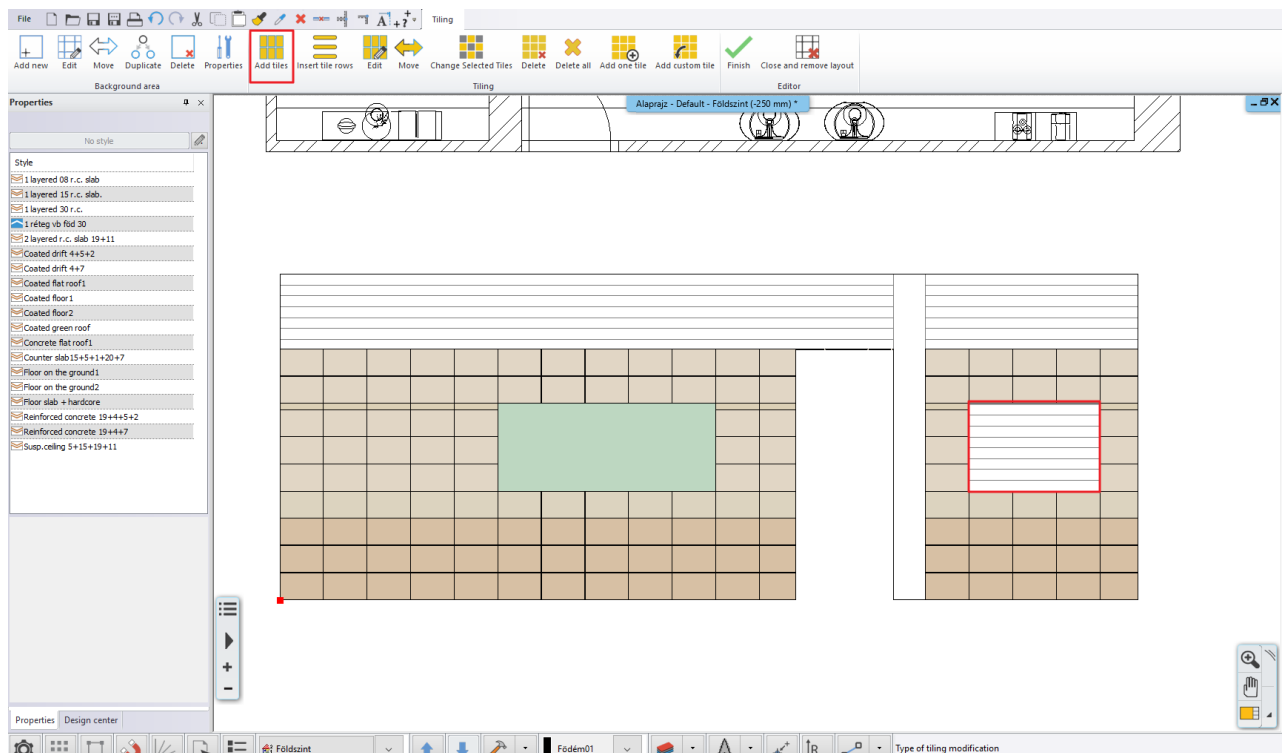 File
Tiling
Add new Edit Move Duplicate Delete Properties Add tiles Insert tile rows Edit Move Change Selected Tiles Delete Delete all Add one tile Add custom tile Finish Close and remove layout
Background area Tiling Editor
Properties
Alaprajz - Default - Földszint (-250 mm) *
No style
Style
1 layered 08 r.c. slab
1 layered 15 r.c. slab.
1 layered 30 r.c.
1 réteg vb föd 30
2 layered r.c. slab 19+11
Coated drift 4+5+2
Coated drift 4+7
Coated flat roof1
Coated floor1
Coated floor2
Coated green roof
Concrete flat roof1
Counter slab15+5+1+20+7
Floor on the ground1
Floor on the ground2
Floor slab + hardcore
Reinforced concrete 19+4+5+2
Reinforced concrete 19+4+7
Susp.ceiling 5+15+19+11
Properties Design center
Földszint Födém01 Type of tiling modification